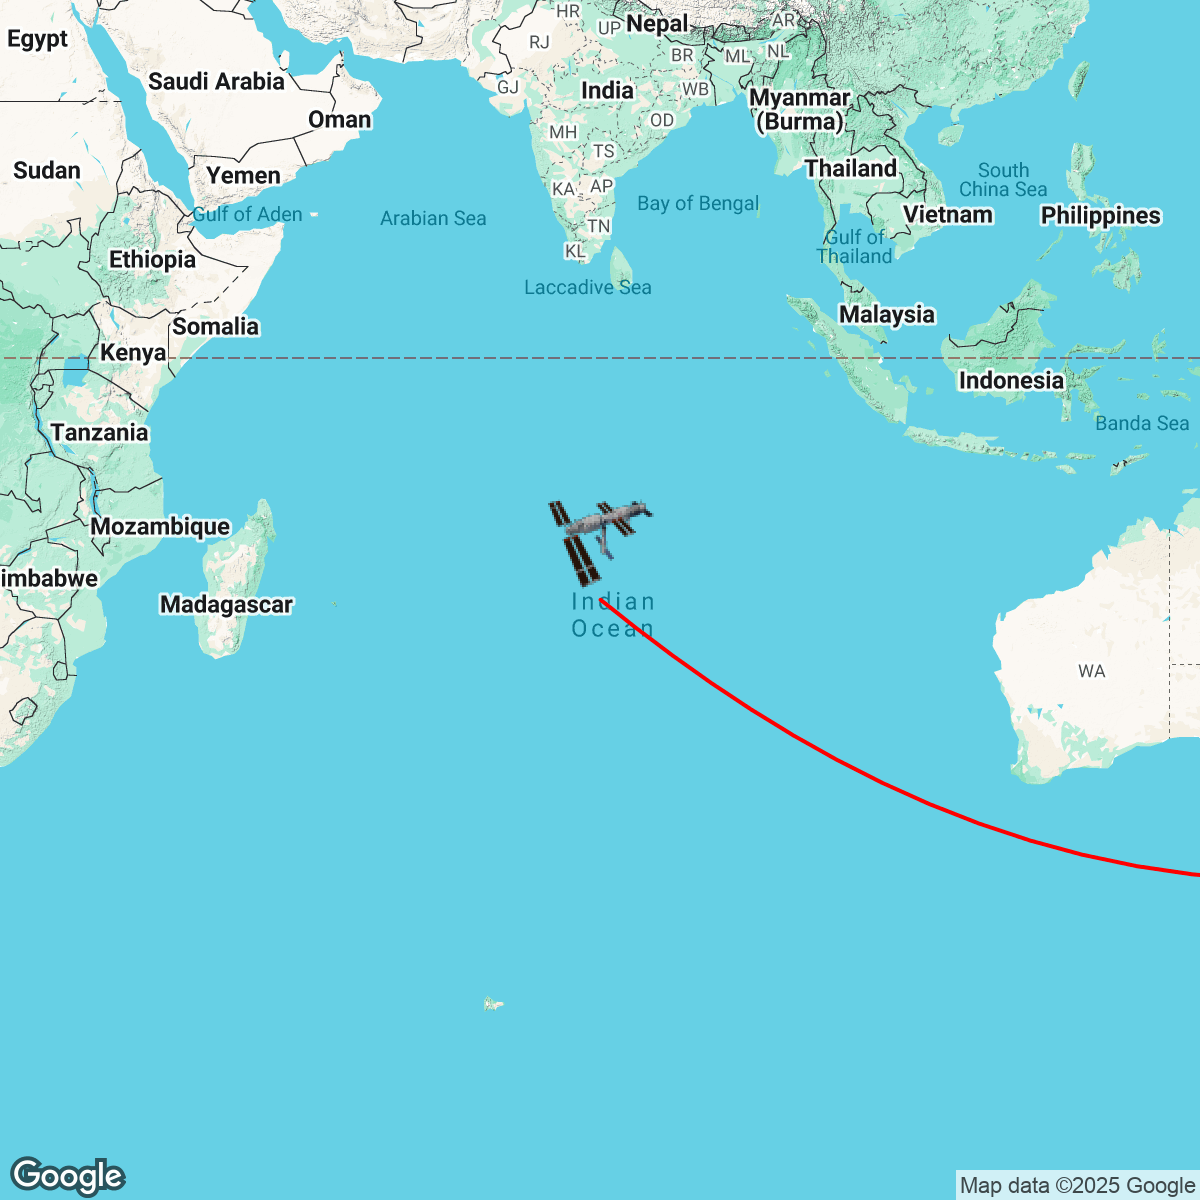 HR
Nepal
AR
Egypt
UP
RJ
BR
ML
NL
Saudi Arabia
GJ
India
WB
Myanmar
(Burma)
Oman
OD
MH
TS
Sudan
Yemen
Thailand
South
China Sea
KA
AP
Gulf of Aden
Arabian Sea
Bay of Bengal
Vietnam
Philippines
TN
Gulf of
Thailand
KL
Ethiopia
Laccadive Sea
Malaysia
Somalia
Kenya
Indonesia
Banda Sea
Tanzania
Mozambique
imbabwe
Madagascar
Indian
Ocean
WA
Google
Map data ©2025 Google